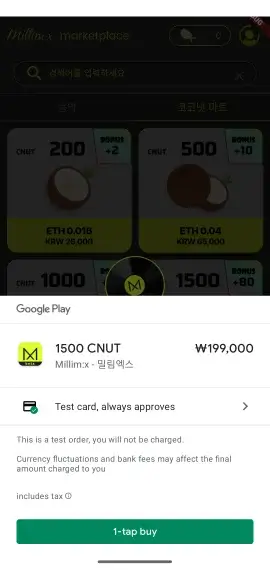 Millim:x marketplace
0
검색어를 입력하세요
코코넛 마트
CNUT 200 BONUS +2
CNUT 500 BONUS +10
ETH 0.016
KRW 26,000
ETH 0.04
KRW 65,000
CNUT 1000 BONUS
1500 BONUS +80
Google Play
1500 CNUT ₩199,000
Millim:x - 밀림엑스
Test card, always approves
This is a test order, you will not be charged.
Currency fluctuations and bank fees may affect the final
amount charged to you
includes tax
1-tap buy